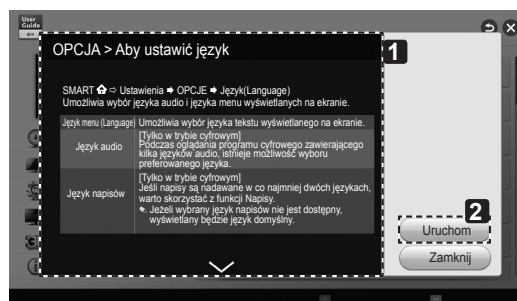 User
Guide
OPCJA > Aby ustawić język
1
SMART ⇨ Ustawienia ➡ OPCJE ➡ Język(Language)
Umożliwia wybór języka audio i języka menu wyświetlanych na ekranie.
Język menu (Language) Umożliwia wybór języka tekstu wyświetlanego na ekranie.
Język audio
[Tylko w trybie cyfrowym]
Podczas oglądania programu cyfrowego zawierającego
kilka języków audio, istnieje możliwość wyboru
preferowanego języka.
Język napisów
[Tylko w trybie cyfrowym]
Jeśli napisy są nadawane w co najmniej dwóch językach,
warto skorzystać z funkcji Napisy.
Jeżeli wybrany język napisów nie jest dostępny,
wyświetlany będzie język domyślny.
2
Uruchom
Zamknij